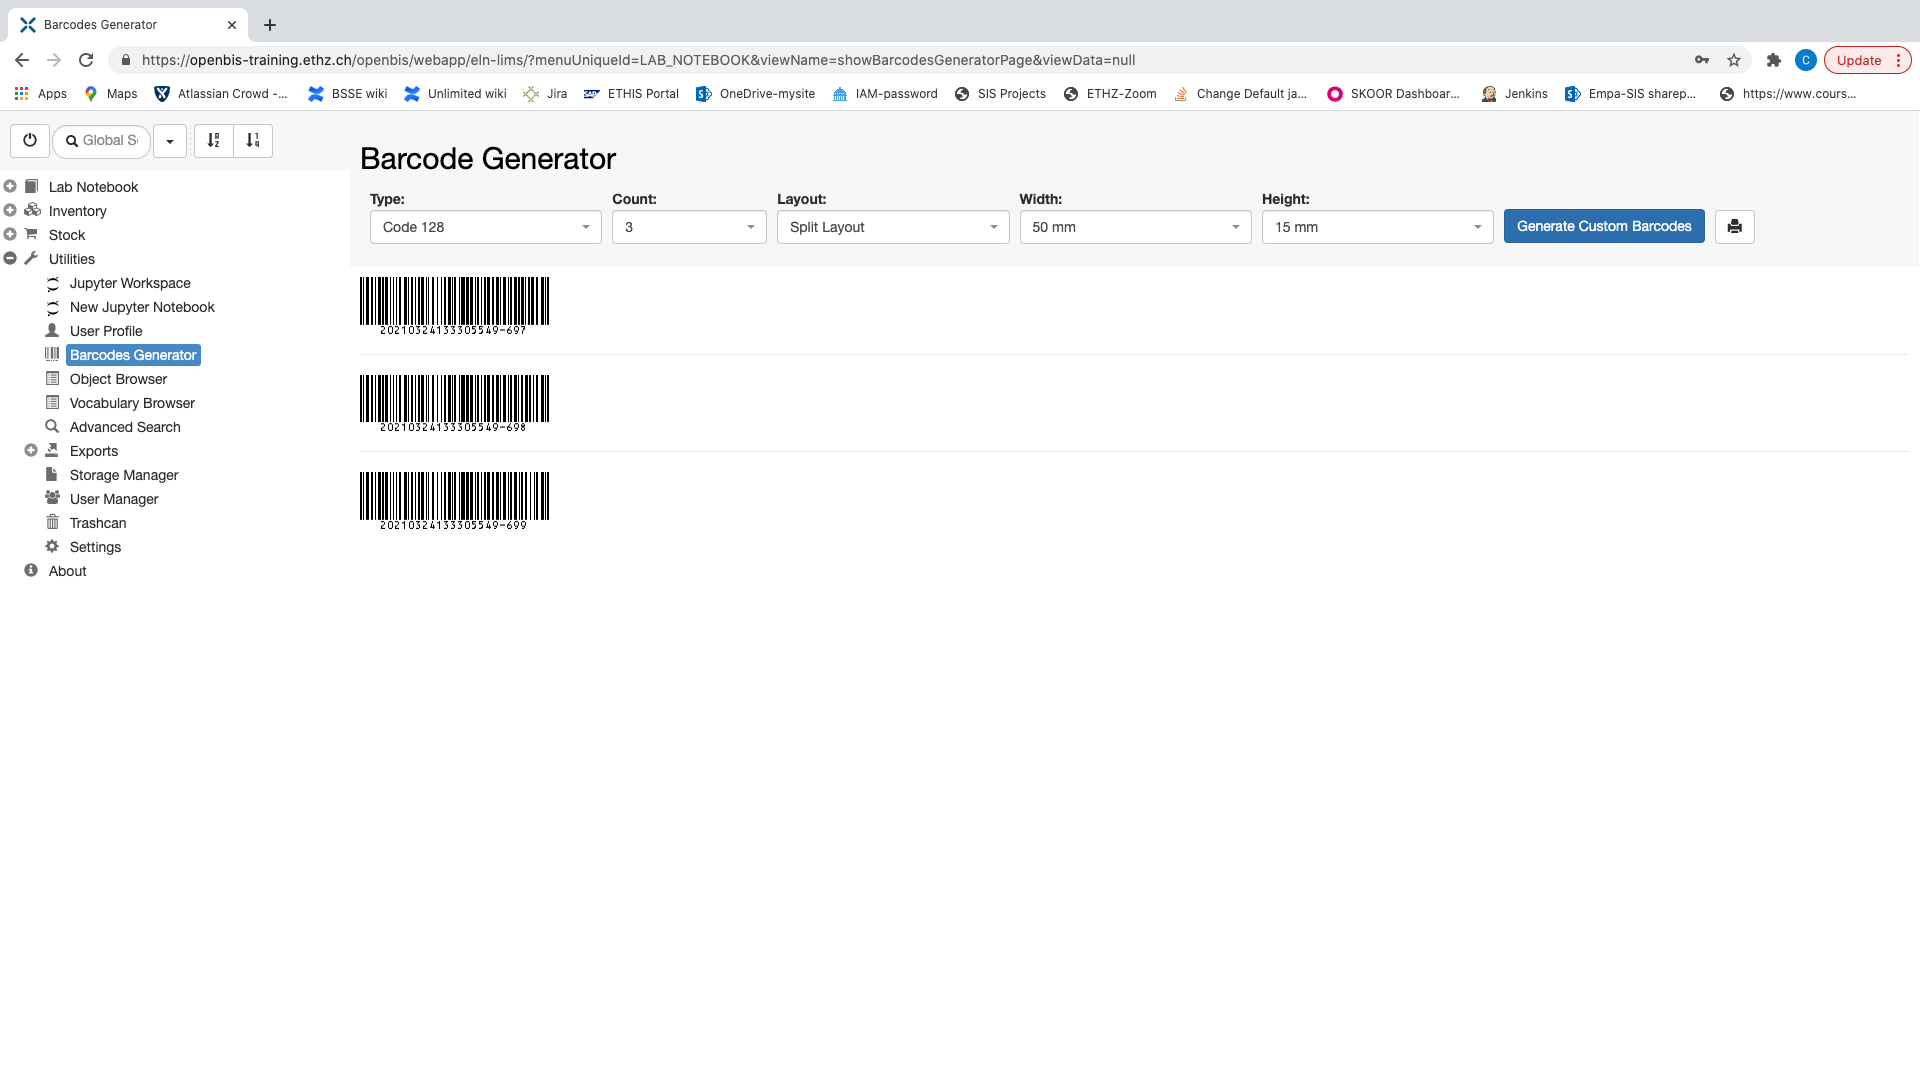 Barcodes Generator
https://openbis-training.ethz.ch/openbis/webapp/eln-lims/?menuUniqueId=LAB_NOTEBOOK&viewName=showBarcodesGeneratorPage&viewData=null
C
Update
Apps Maps Atlassian Crowd -... BSSE wiki Unlimited wiki Jira ETHIS Portal OneDrive-mysite IAM-password SIS Projects ETHZ-Zoom Change Default ja... SKOOR Dashboar... Jenkins Empa-SIS sharep... https://www.cours...
Global S
Lab Notebook
Inventory
Stock
Utilities
Jupyter Workspace
New Jupyter Notebook
User Profile
Barcodes Generator
Object Browser
Vocabulary Browser
Advanced Search
Exports
Storage Manager
User Manager
Trashcan
Settings
About
Barcode Generator
Type: Count: Layout: Width: Height:
Code 128 3 Split Layout 50 mm 15 mm Generate Custom Barcodes
20210324133305549-697
20210324133305549-698
20210324133305549-699